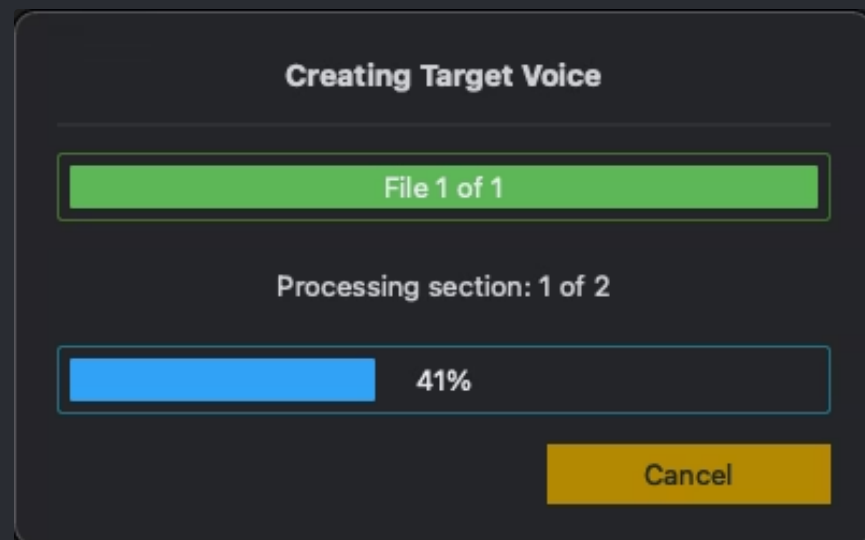 Creating Target Voice
File 1 of 1
Processing section: 1 of 2
41%
Cancel